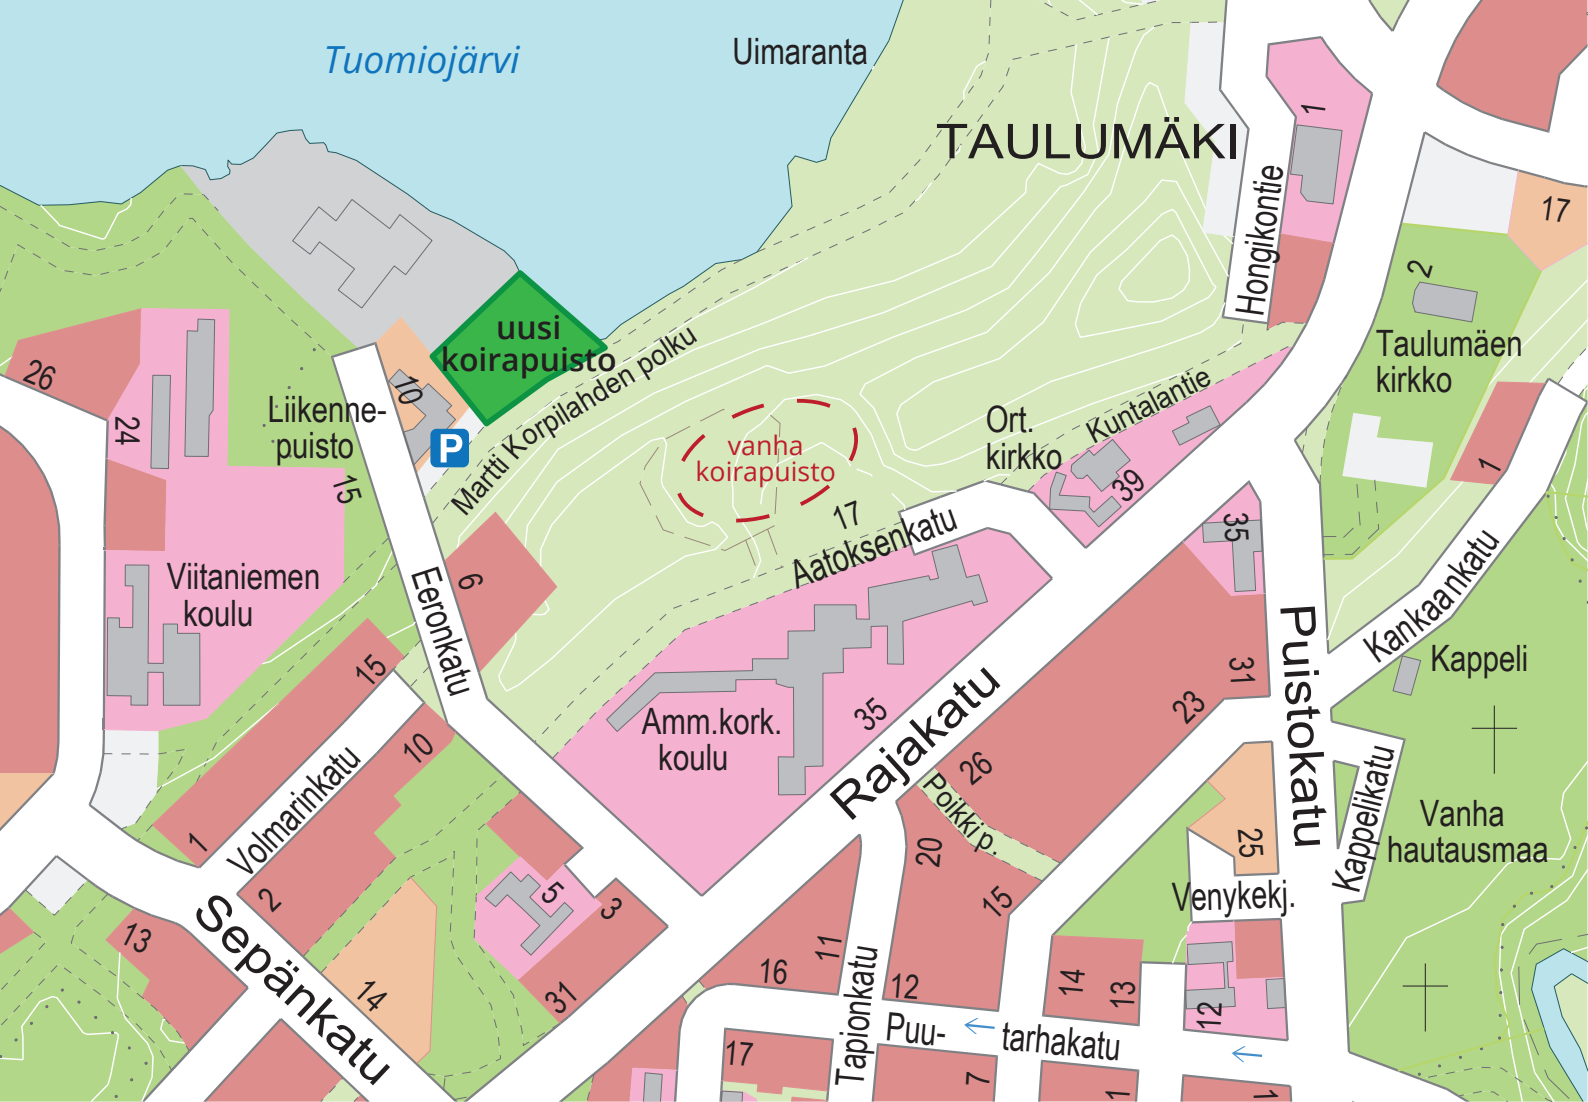 Tuomiojärvi
Uimaranta
TAULUMÄKI
1
Hongikontie
17
2
Taulumäen
kirkko
uusi
koirapuisto
Martti Korpilahden polku
10
P
26
24
Liikenne-
puisto
15
vanha
koirapuisto
Ort.
kirkko
Kuntalantie
39
17
Aatoksenkatu
35
1
Kankaankatu
Viitaniemen
koulu
Eeronkatu
6
15
10
Volmarinkatu
1
2
Amm.kork.
koulu
35
Rajakatu
31
23
26
Puistokatu
Kappeli
Poikkip.
20
15
25
Kappelikatu
Vanha
hautausmaa
Venykekj.
5
3
31
13
14
Sepänkatu
16
11
12
Tapionkatu
14
13
12
Puu-
tarhakatu
17
7
1
1